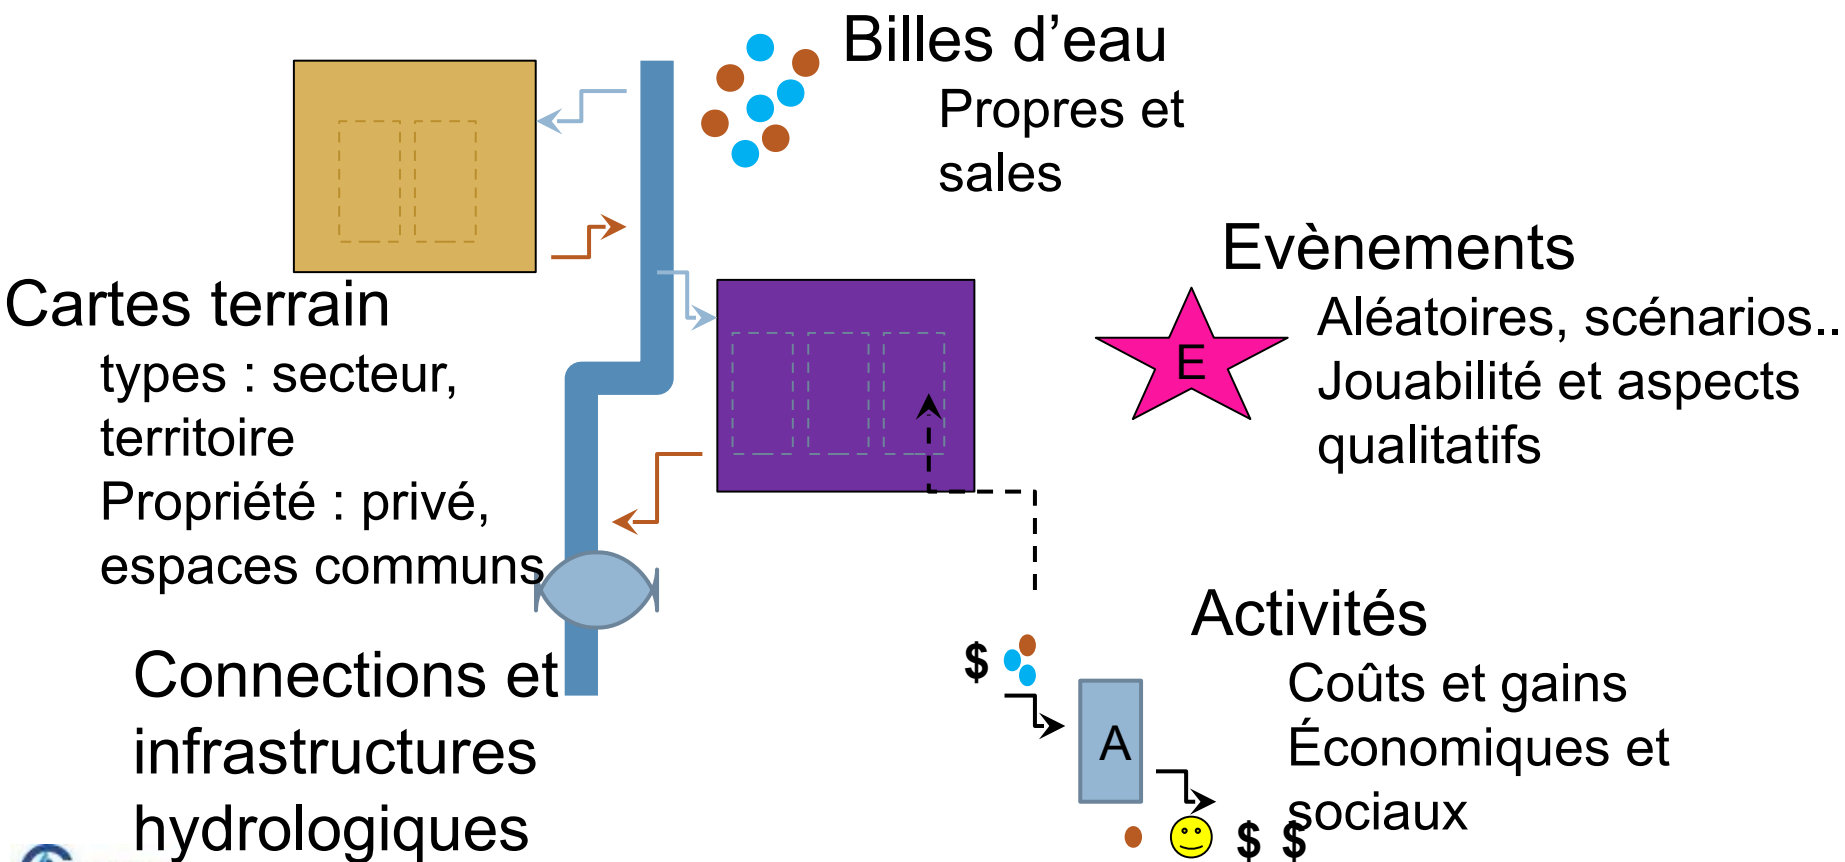 Billes d’eau
Propres et
sales
Cartes terrain
types : secteur,
territoire
Propriété : privé,
espaces communs
Evènements
Aléatoires, scénarios..
Jouabilité et aspects
qualitatifs
E
Connections et
infrastructures
hydrologiques
Activités
Coûts et gains
Économiques et
sociaux
$
A
$ $